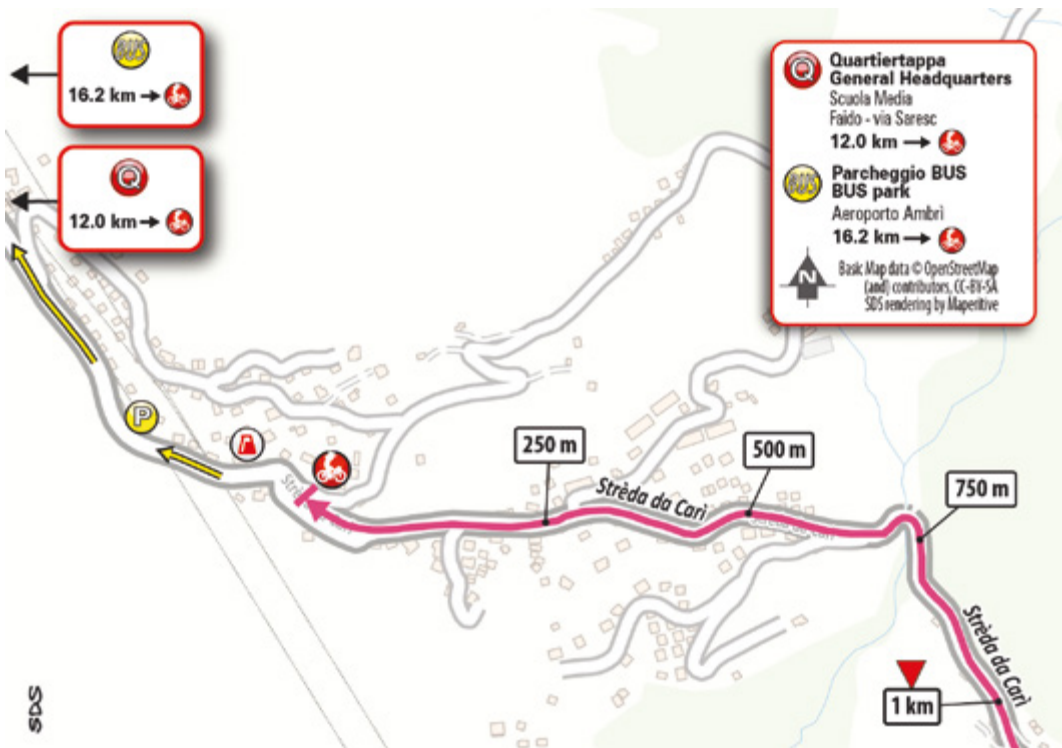 BUS
16.2 km
Q
12.0 km
Q
Quartiertappa
General Headquarters
Scuola Media
Faido - via Saresc
12.0 km
BUS
Parcheggio BUS
BUS park
Aeroporto Ambrì
16.2 km
N
Basic Map data © OpenStreetMap
(and) contributors, CC-BY-SA
SDS rendering by Maperitive
P
250 m
500 m
750 m
Strèda da Carì
Strèda da Carì
1 km
SDS